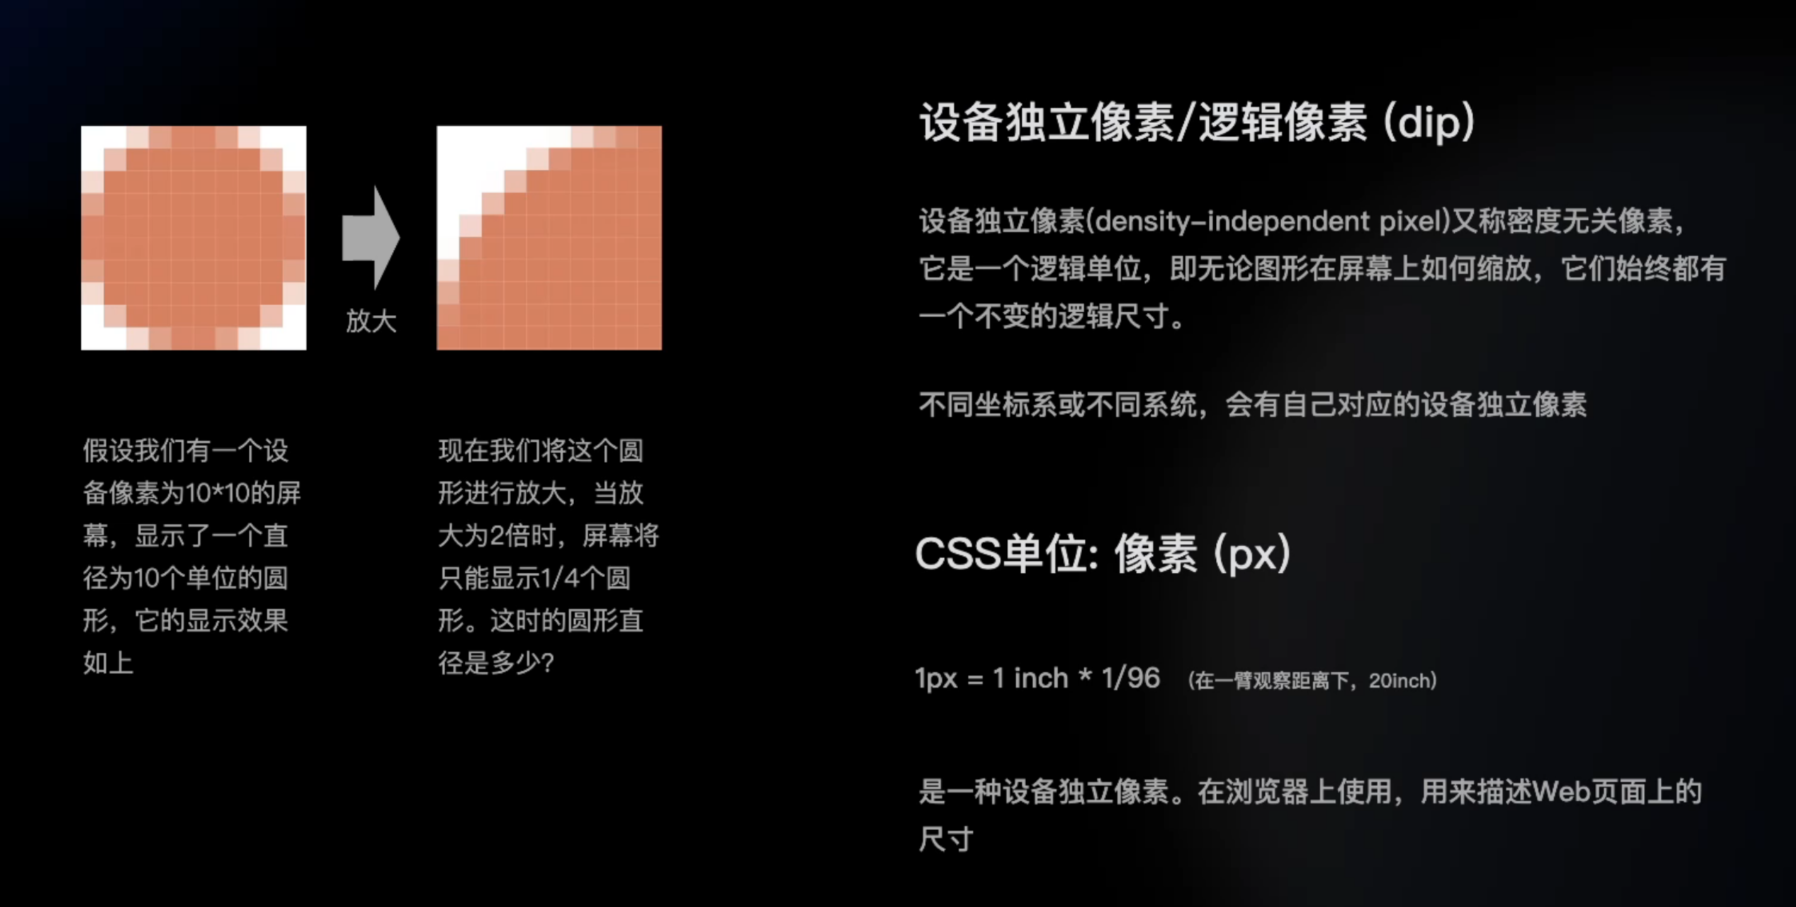 放大
假设我们有一个设
备像素为10*10的屏
幕，显示了一个直
径为10个单位的圆
形，它的显示效果
如上
现在我们将这个圆
形进行放大，当放
大为2倍时，屏幕将
只能显示1/4个圆
形。这时的圆形直
径是多少？
设备独立像素/逻辑像素 (dip)
设备独立像素(density-independent pixel)又称密度无关像素，
它是一个逻辑单位，即无论图形在屏幕上如何缩放，它们始终都有
一个不变的逻辑尺寸。
不同坐标系或不同系统，会有自己对应的设备独立像素
CSS单位: 像素 (px)
1px = 1 inch * 1/96 （在一臂观察距离下，20inch）
是一种设备独立像素。在浏览器上使用，用来描述Web页面上的
尺寸